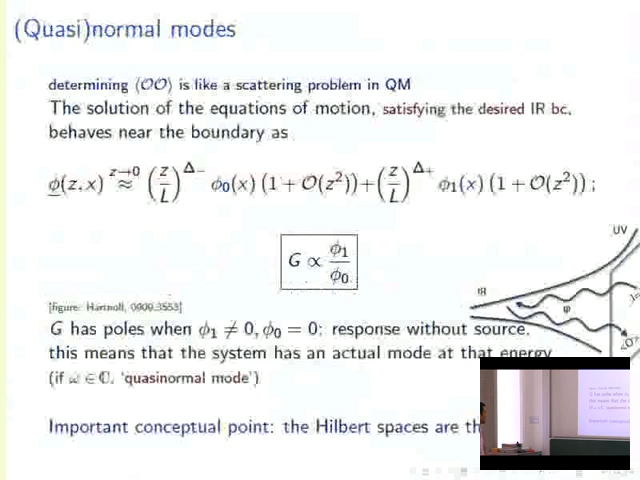 (Quasi)normal modes
determining ⟨OO⟩ is like a scattering problem in QM
The solution of the equations of motion, satisfying the desired IR bc,
behaves near the boundary as
ϕ(z, x) z→0 ≈ (z/L)^Δ₋ ϕ₀(x) (1 + O(z²)) + (z/L)^Δ₊ ϕ₁(x) (1 + O(z²)) ;
UV
G ∝ ϕ₁/ϕ₀
IR
φ
[figure: Hartnoll, 0909.3553]
G has poles when ϕ₁ ≠ 0, ϕ₀ = 0: response without source.
this means that the system has an actual mode at that energy
(if ω ∈ ℂ, 'quasinormal mode')
Important conceptual point: the Hilbert spaces are th